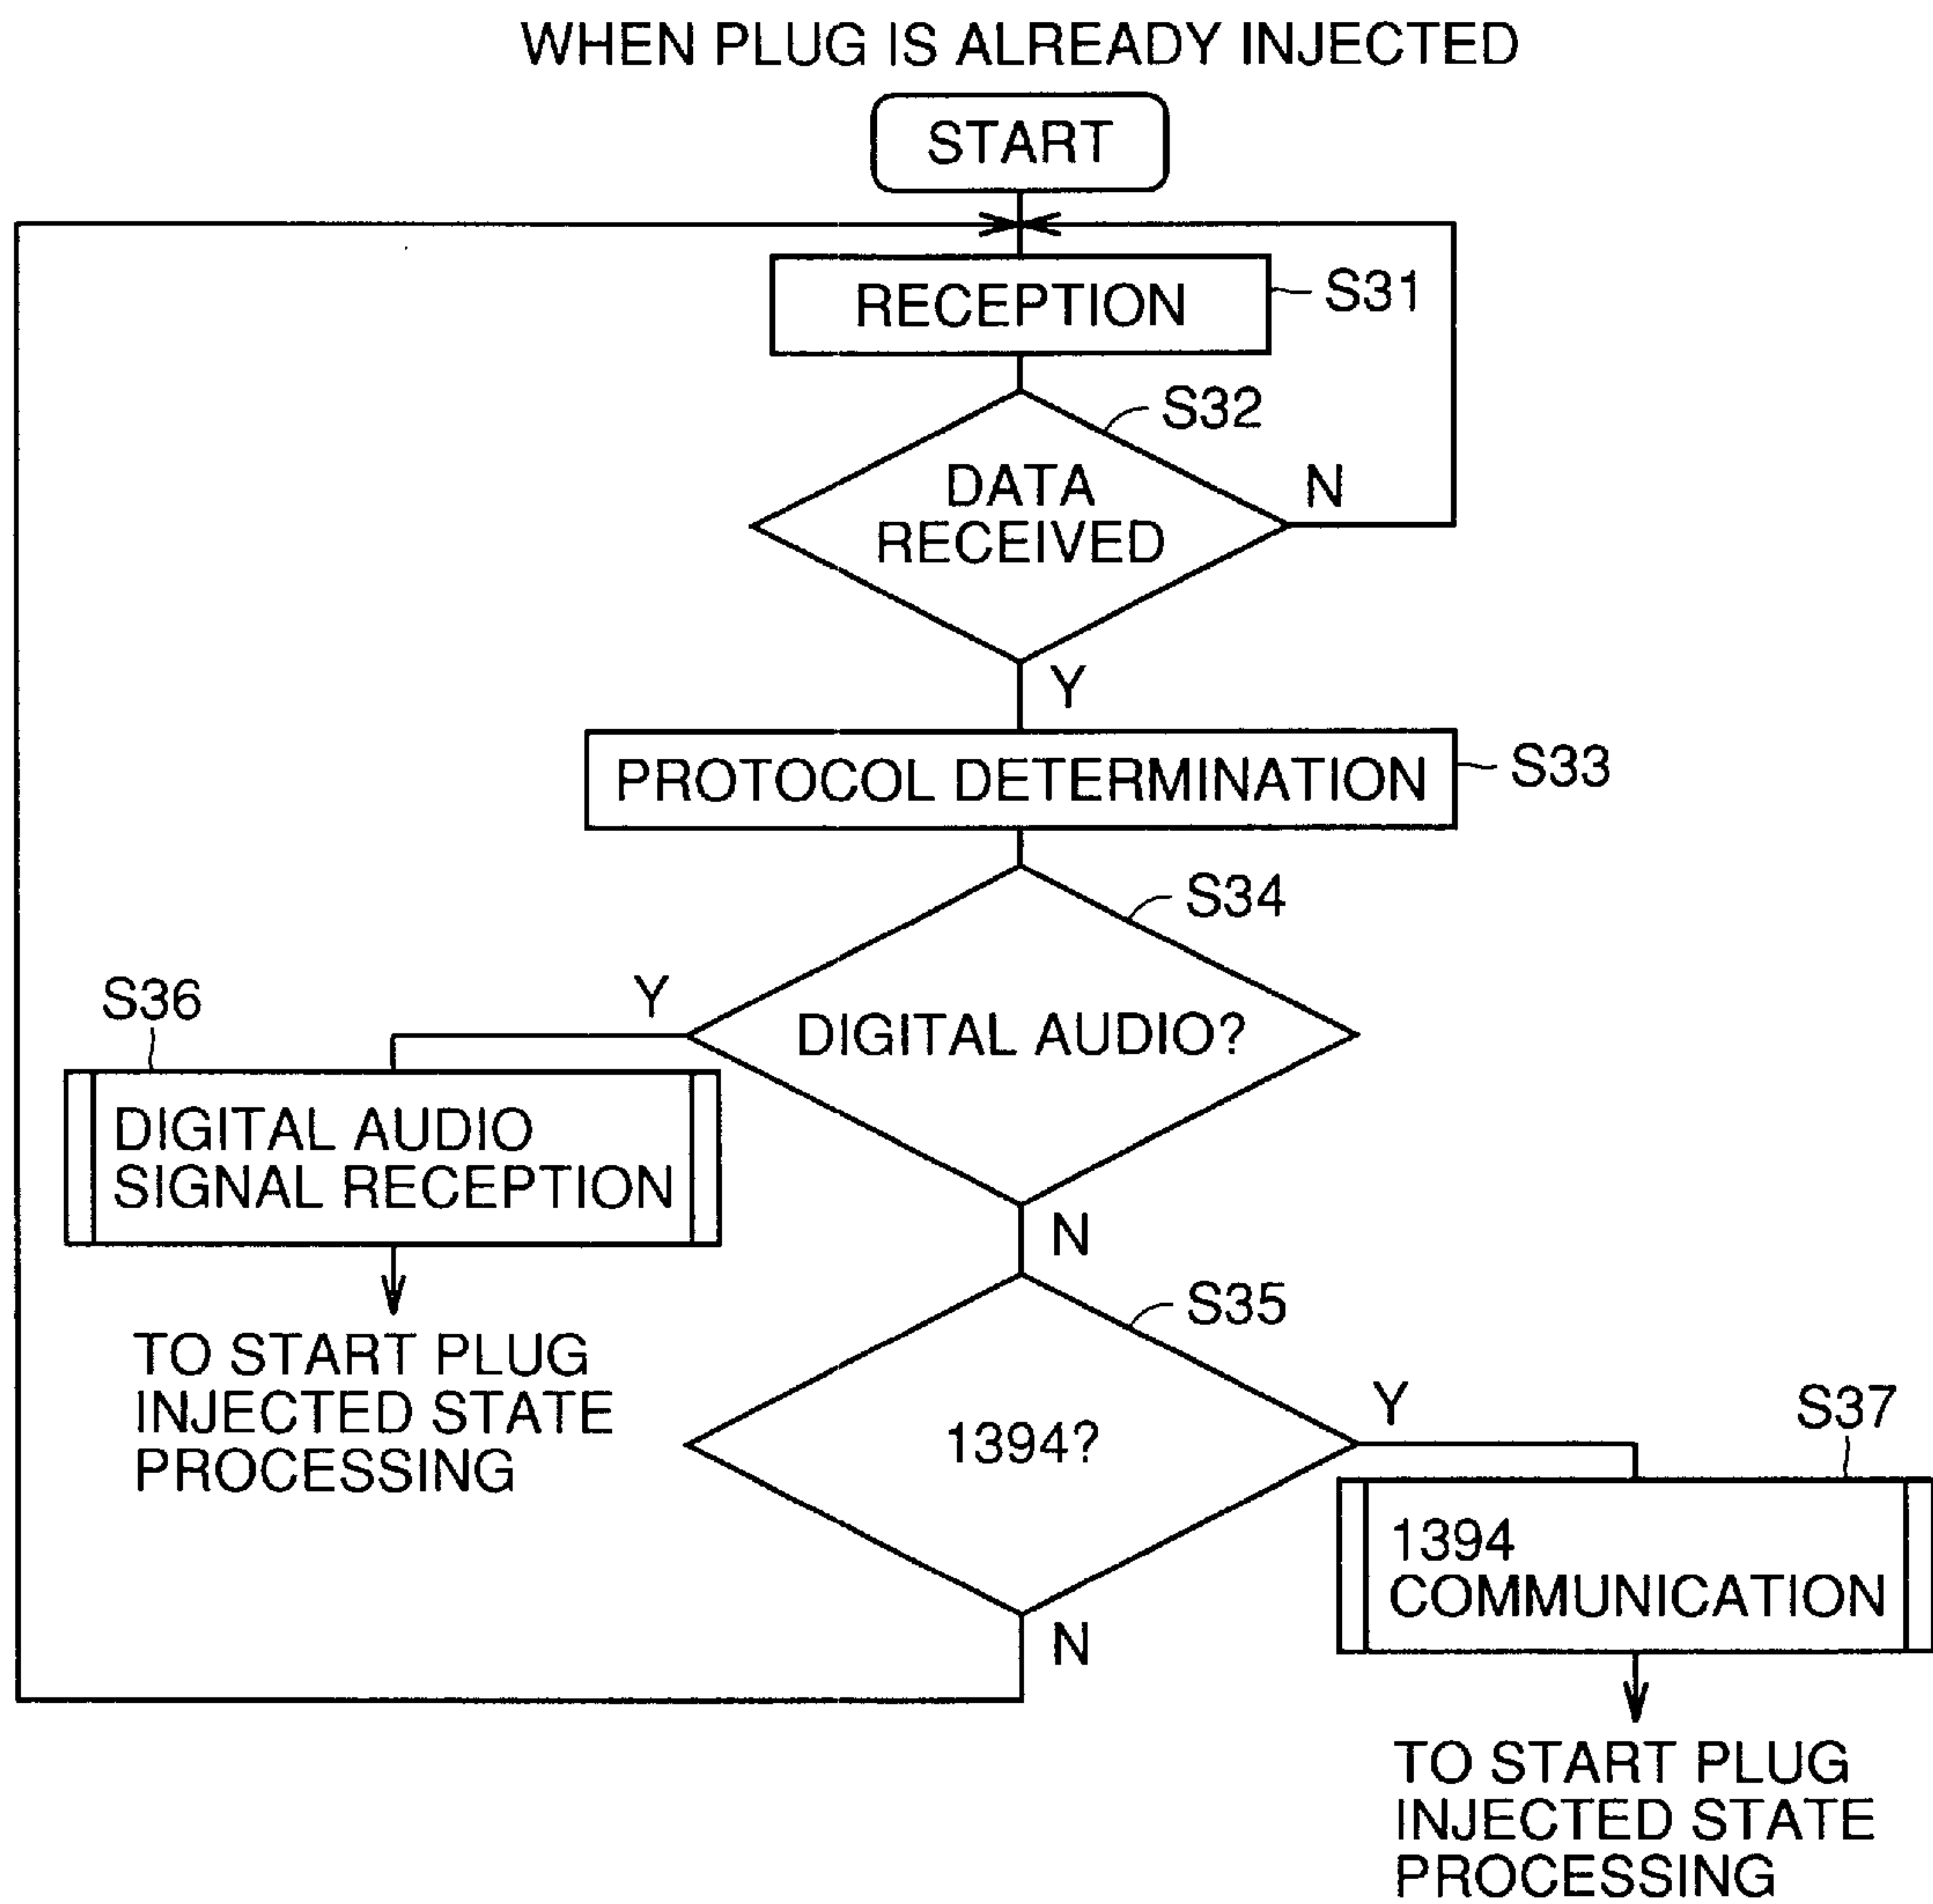 WHEN PLUG IS ALREADY INJECTED
START
RECEPTION
S31
S32
DATA
RECEIVED
N
Y
PROTOCOL DETERMINATION
S33
S34
DIGITAL AUDIO?
Y
S36
DIGITAL AUDIO
SIGNAL RECEPTION
N
TO START PLUG
INJECTED STATE
PROCESSING
S35
1394?
Y
S37
1394
COMMUNICATION
N
TO START PLUG
INJECTED STATE
PROCESSING